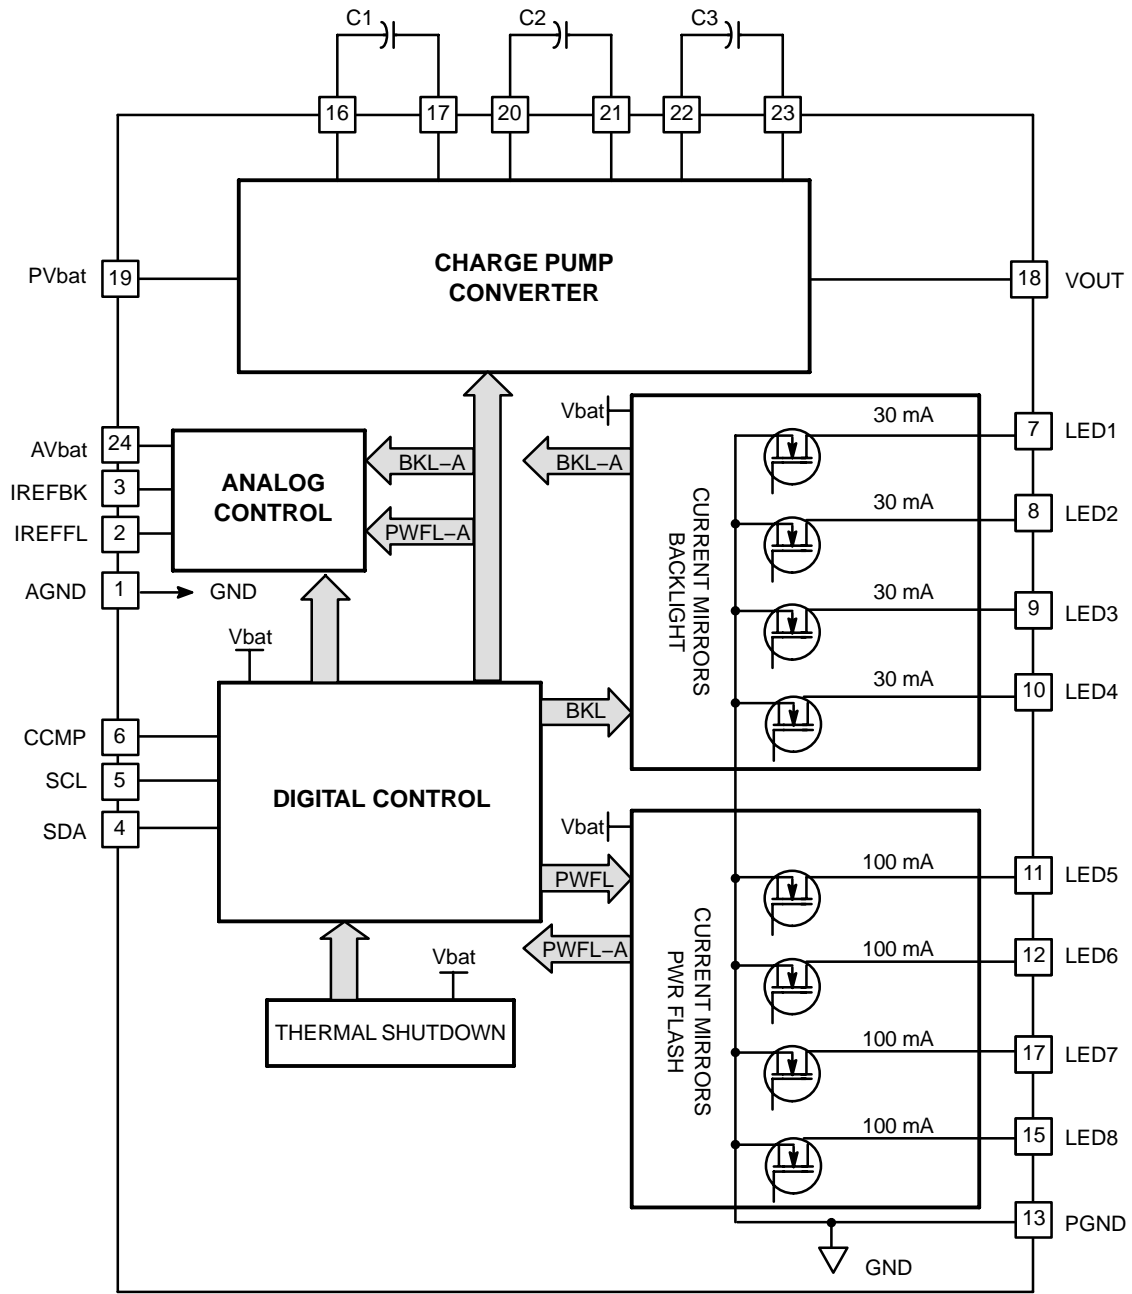 C1
C2
C3
16
17
20
21
22
23
CHARGE PUMP
CONVERTER
PVbat
19
18
VOUT
Vbat
30 mA
7
LED1
AVbat
24
BKL–A
BKL–A
ANALOG
CONTROL
IREFBK
3
IREFFL
2
PWFL–A
30 mA
8
LED2
CURRENT MIRRORS
BACKLIGHT
AGND
1
GND
30 mA
9
LED3
Vbat
30 mA
10
LED4
BKL
CCMP
6
SCL
5
SDA
4
DIGITAL CONTROL
Vbat
PWFL
100 mA
11
LED5
PWFL–A
CURRENT MIRRORS
PWR FLASH
100 mA
12
LED6
Vbat
THERMAL SHUTDOWN
100 mA
17
LED7
100 mA
15
LED8
13
PGND
GND